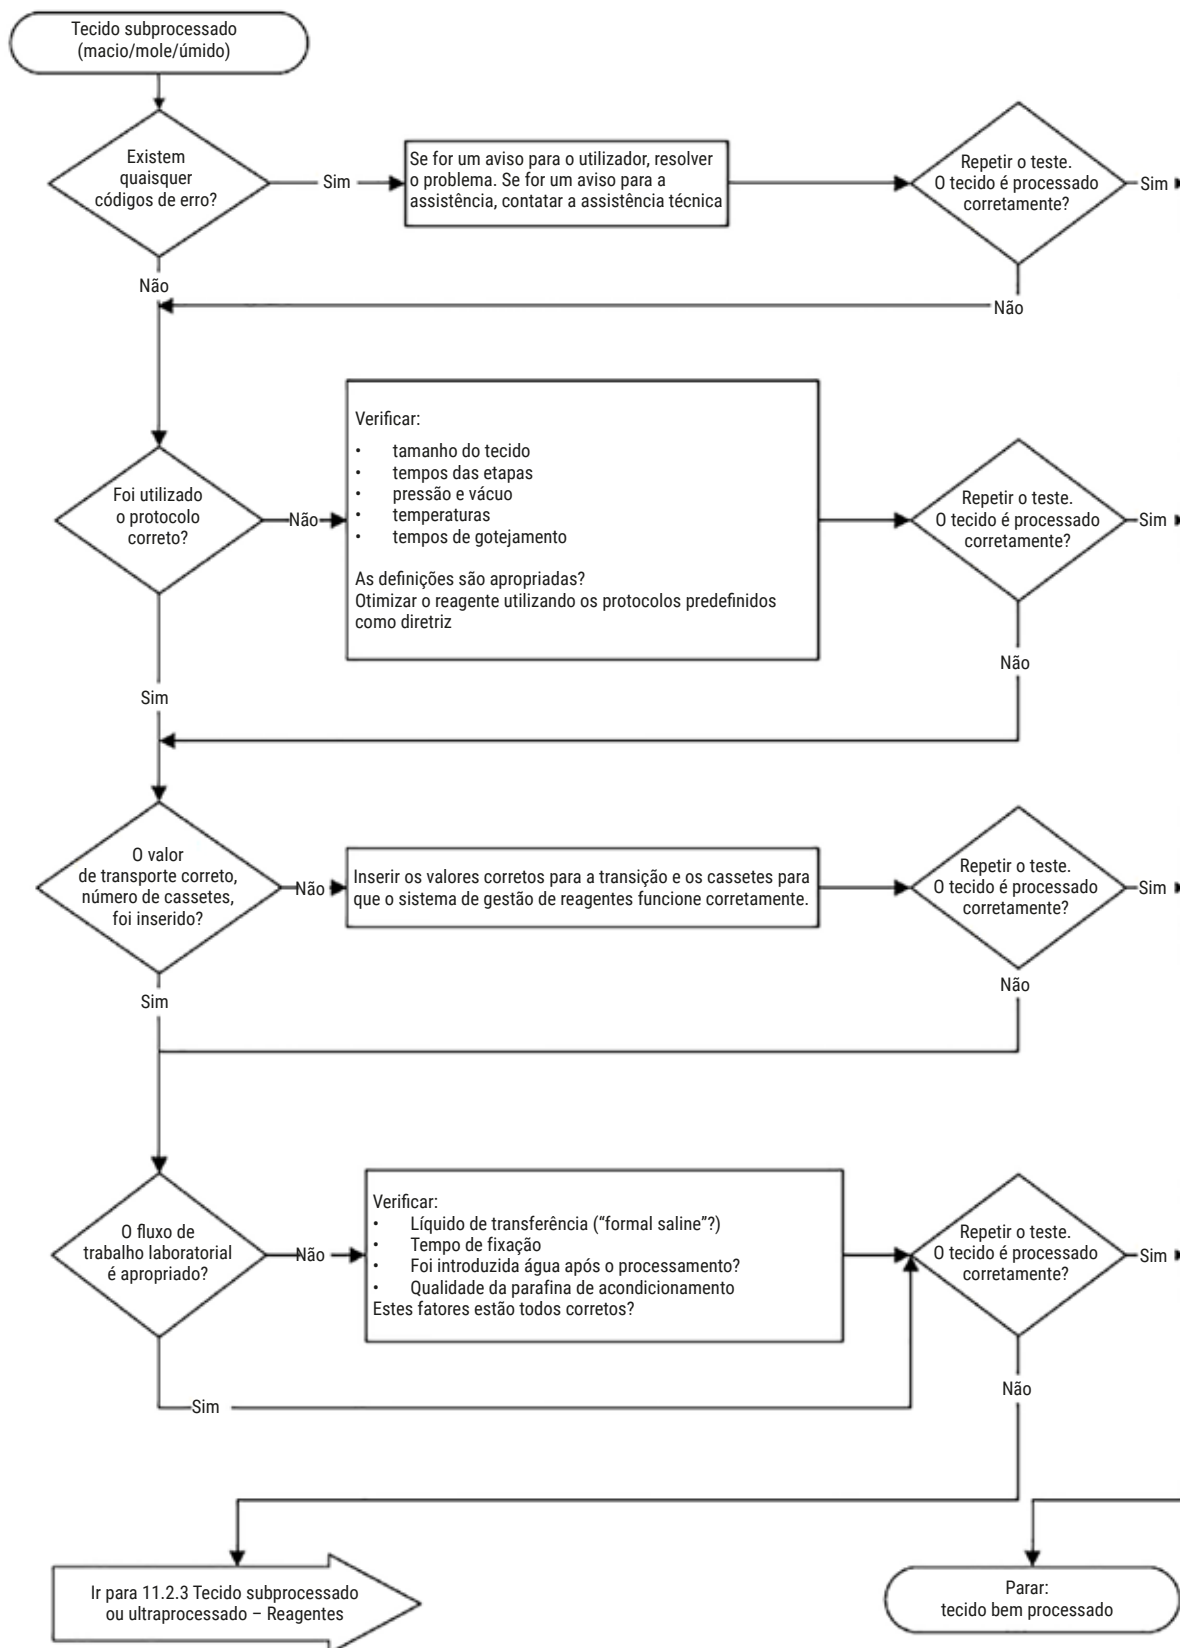 Tecido subprocessado
(macio/mole/úmido)
Existem
quaisquer
códigos de erro?
Sim
Se for um aviso para o utilizador, resolver
o problema. Se for um aviso para a
assistência, contatar a assistência técnica
Repetir o teste.
O tecido é processado
corretamente?
Sim
Não
Não
Foi utilizado
o protocolo
correto?
Não
Verificar:
• tamanho do tecido
• tempos das etapas
• pressão e vácuo
• temperaturas
• tempos de gotejamento
As definições são apropriadas?
Otimizar o reagente utilizando os protocolos predefinidos
como diretriz
Repetir o teste.
O tecido é processado
corretamente?
Sim
Não
Sim
O valor
de transporte correto,
número de cassetes,
foi inserido?
Não
Inserir os valores corretos para a transição e os cassetes para
que o sistema de gestão de reagentes funcione corretamente.
Repetir o teste.
O tecido é processado
corretamente?
Sim
Não
Sim
O fluxo de
trabalho laboratorial
é apropriado?
Não
Verificar:
• Líquido de transferência (“formal saline”?)
• Tempo de fixação
• Foi introduzida água após o processamento?
• Qualidade da parafina de acondicionamento
Estes fatores estão todos corretos?
Repetir o teste.
O tecido é processado
corretamente?
Sim
Não
Sim
Ir para 11.2.3 Tecido subprocessado
ou ultraprocessado – Reagentes
Parar:
tecido bem processado